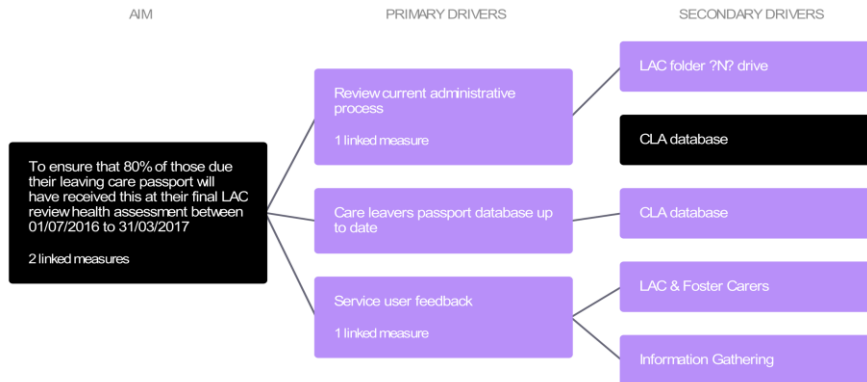 AIM
PRIMARY DRIVERS
SECONDARY DRIVERS
To ensure that 80% of those due
their leaving care passport will
have received this at their final LAC
review health assessment between
01/07/2016 to 31/03/2017
2 linked measures
Review current administrative
process
1 linked measure
Care leavers passport database up
to date
Service user feedback
1 linked measure
LAC folder ?N? drive
CLA database
CLA database
LAC & Foster Carers
Information Gathering